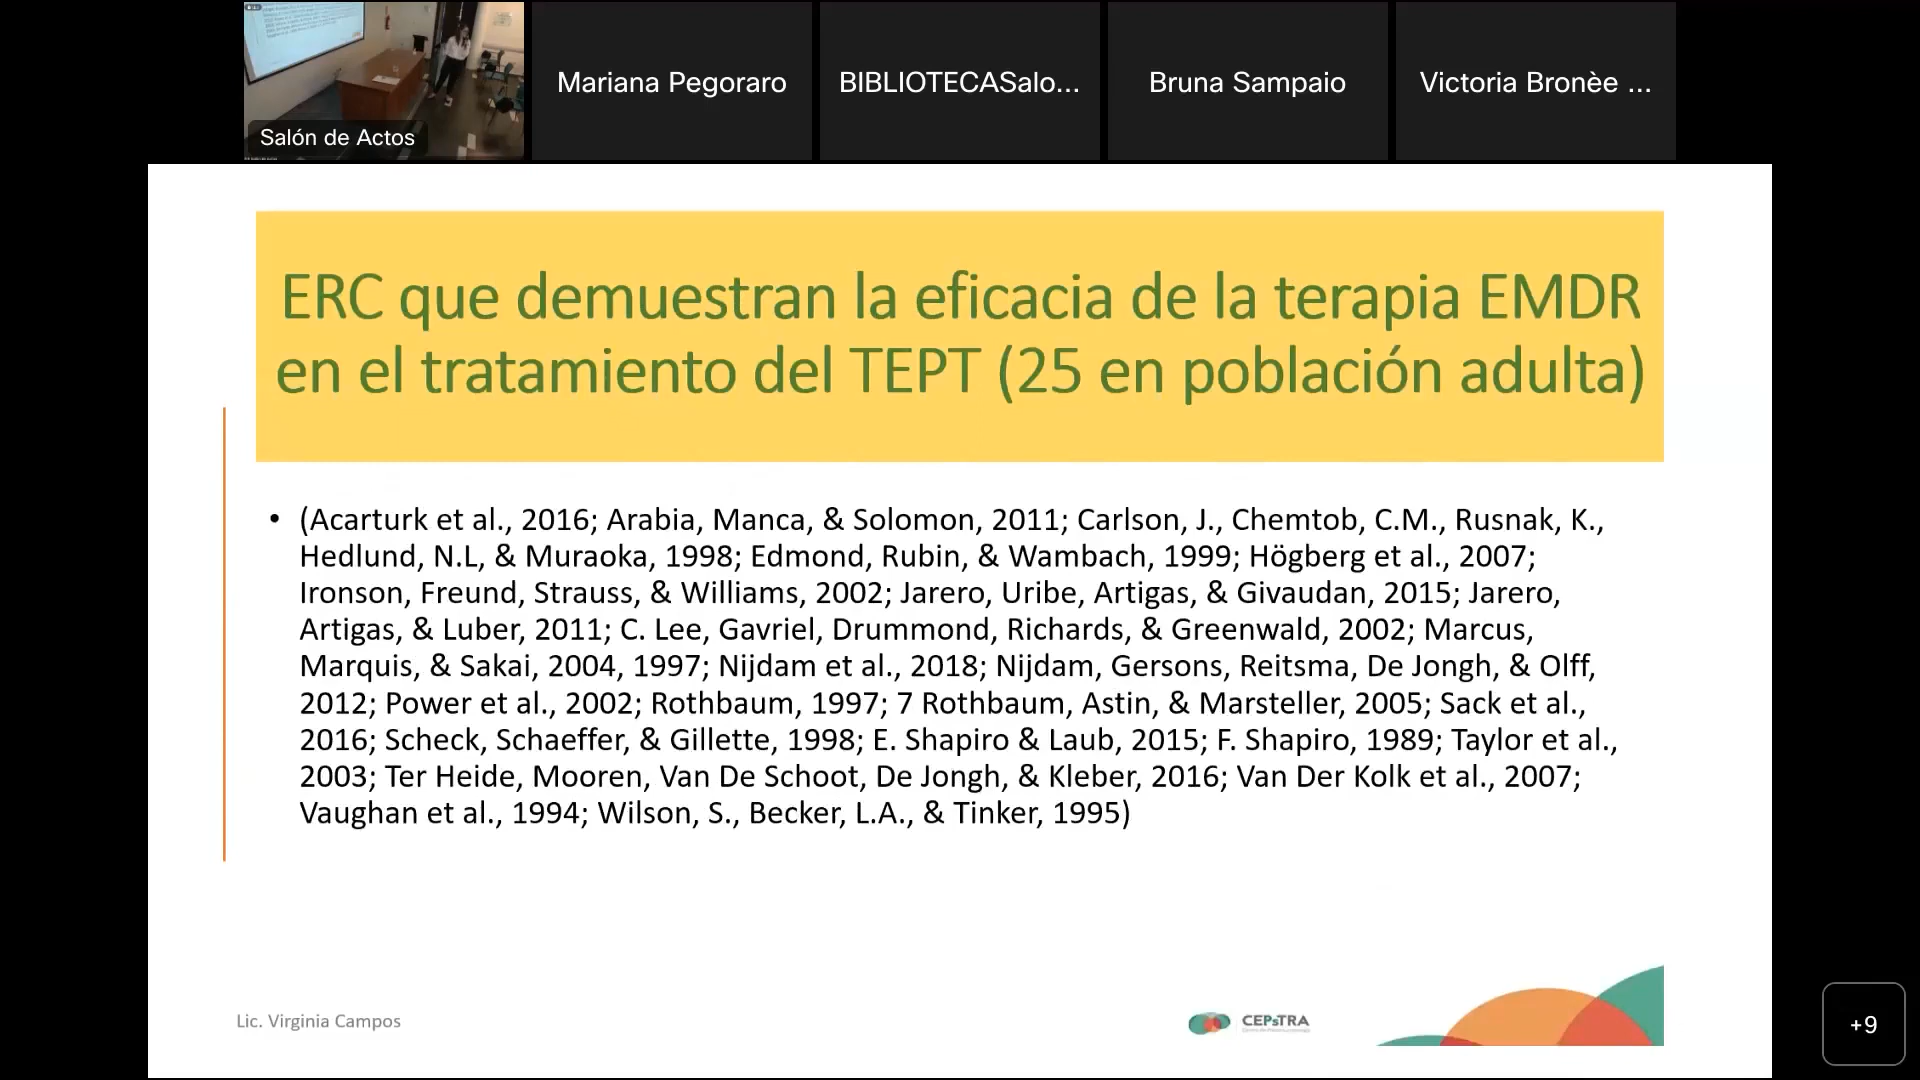 Salón de Actos
Mariana Pegoraro
BIBLIOTECASalo...
Bruna Sampaio
Victoria Bronèe ...
ERC que demuestran la eficacia de la terapia EMDR
en el tratamiento del TEPT (25 en población adulta)
• (Acarturk et al., 2016; Arabia, Manca, & Solomon, 2011; Carlson, J., Chemtob, C.M., Rusnak, K.,
Hedlund, N.L, & Muraoka, 1998; Edmond, Rubin, & Wambach, 1999; Högberg et al., 2007;
Ironson, Freund, Strauss, & Williams, 2002; Jarero, Uribe, Artigas, & Givaudan, 2015; Jarero,
Artigas, & Luber, 2011; C. Lee, Gavriel, Drummond, Richards, & Greenwald, 2002; Marcus,
Marquis, & Sakai, 2004, 1997; Nijdam et al., 2018; Nijdam, Gersons, Reitsma, De Jongh, & Olff,
2012; Power et al., 2002; Rothbaum, 1997; 7 Rothbaum, Astin, & Marsteller, 2005; Sack et al.,
2016; Scheck, Schaeffer, & Gillette, 1998; E. Shapiro & Laub, 2015; F. Shapiro, 1989; Taylor et al.,
2003; Ter Heide, Mooren, Van De Schoot, De Jongh, & Kleber, 2016; Van Der Kolk et al., 2007;
Vaughan et al., 1994; Wilson, S., Becker, L.A., & Tinker, 1995)
Lic. Virginia Campos
CEPsTRA
+9